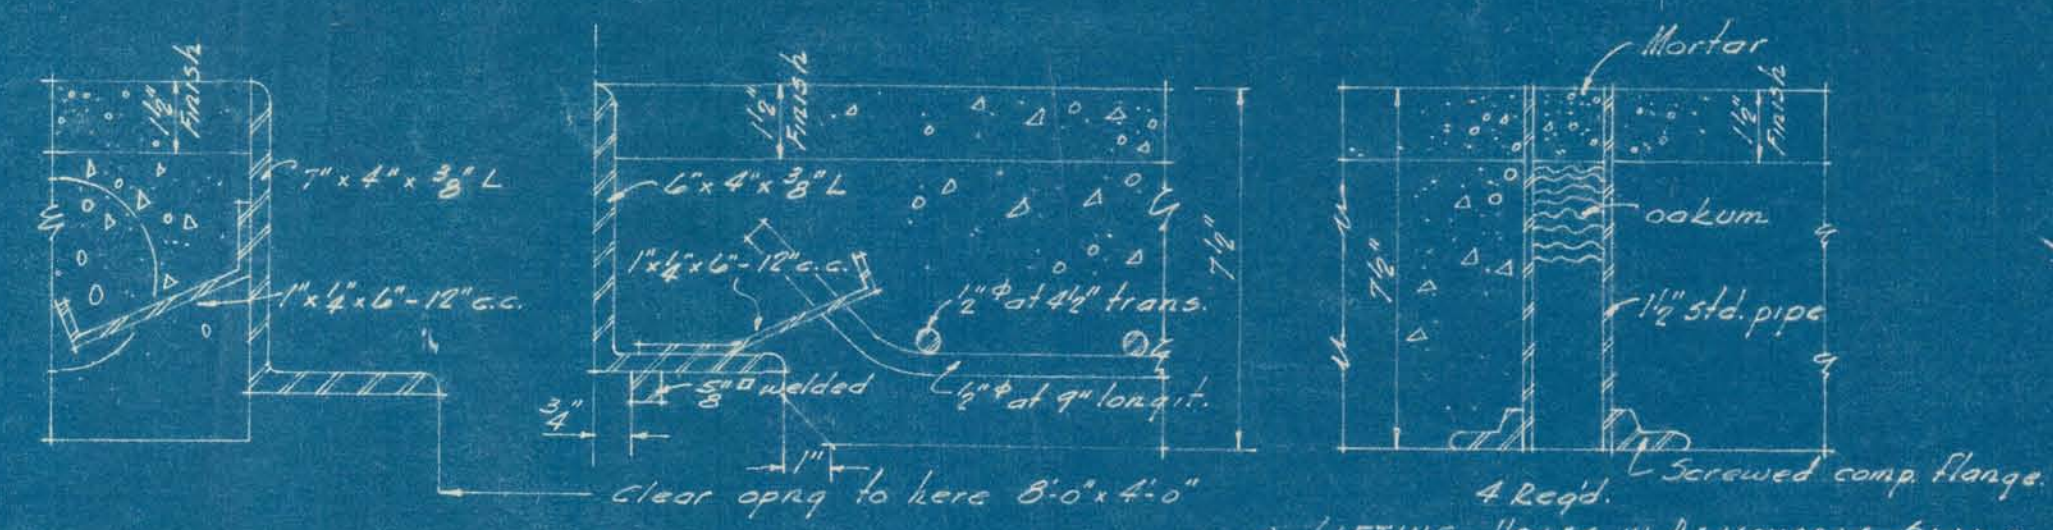 1½"
Finish
7" x 4" x 3/8" L
1" x ¼" x 6" - 12" c.c.
1½"
Finish
6" x 4" x 3/8" L
1" x ¼" x 6" - 12" c.c.
½" ⌀ at 4½" trans.
½" ⌀ at 9" longit.
5/8" □ welded
3/4"
1"
7½"
Clear opng to here 8'-0" x 4'-0"
Mortar
1½"
Finish
7½"
oakum
1½" std. pipe
Screwed comp. flange.
4 Req'd.